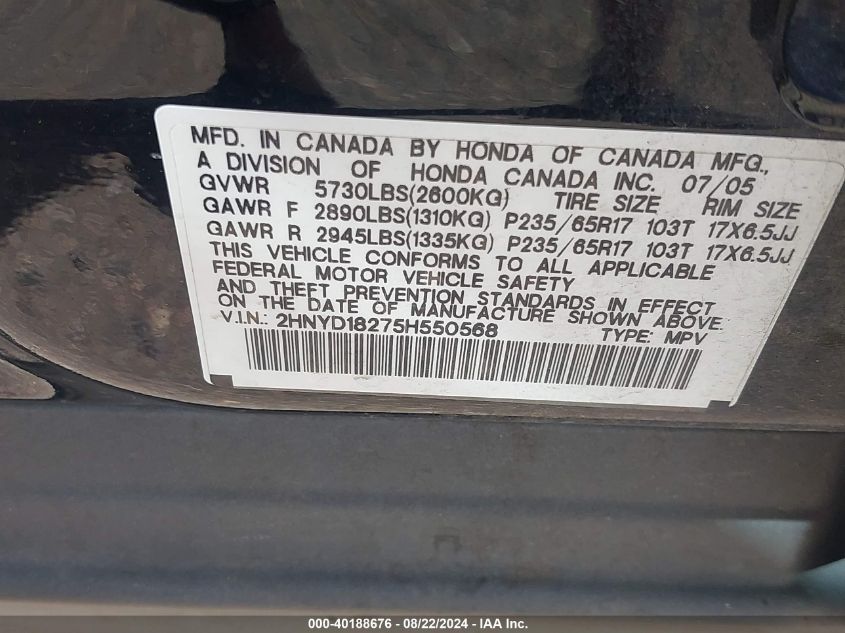 MFD. IN CANADA BY HONDA OF CANADA MFG.,
A DIVISION OF HONDA CANADA INC. 07/05
GVWR 5730LBS(2600KG) TIRE SIZE RIM SIZE
GAWR F 2890LBS(1310KG) P235/65R17 103T 17X6.5JJ
GAWR R 2945LBS(1335KG) P235/65R17 103T 17X6.5JJ
THIS VEHICLE CONFORMS TO ALL APPLICABLE
FEDERAL MOTOR VEHICLE SAFETY
AND THEFT PREVENTION STANDARDS IN EFFECT
ON THE DATE OF MANUFACTURE SHOWN ABOVE.
V.I.N.: 2HNYD18275H550568 TYPE: MPV
000-40188676 - 08/22/2024 - IAA Inc.